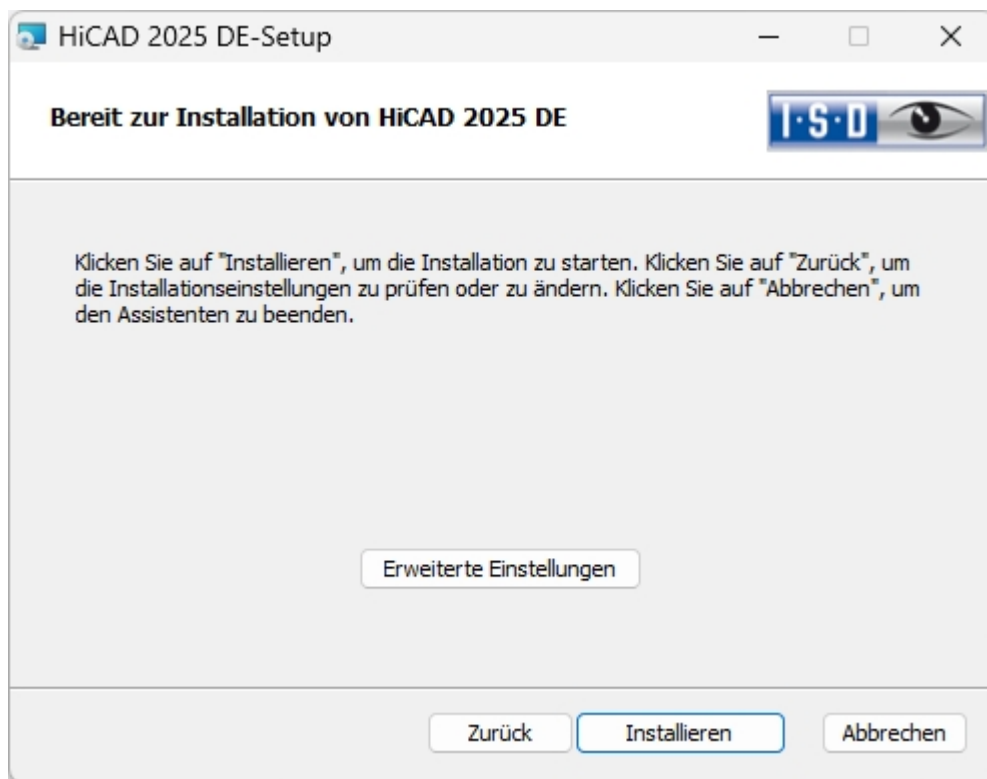 HiCAD 2025 DE-Setup
Bereit zur Installation von HiCAD 2025 DE
I·S·D
Klicken Sie auf "Installieren", um die Installation zu starten. Klicken Sie auf "Zurück", um
die Installationseinstellungen zu prüfen oder zu ändern. Klicken Sie auf "Abbrechen", um
den Assistenten zu beenden.
Erweiterte Einstellungen
Zurück
Installieren
Abbrechen